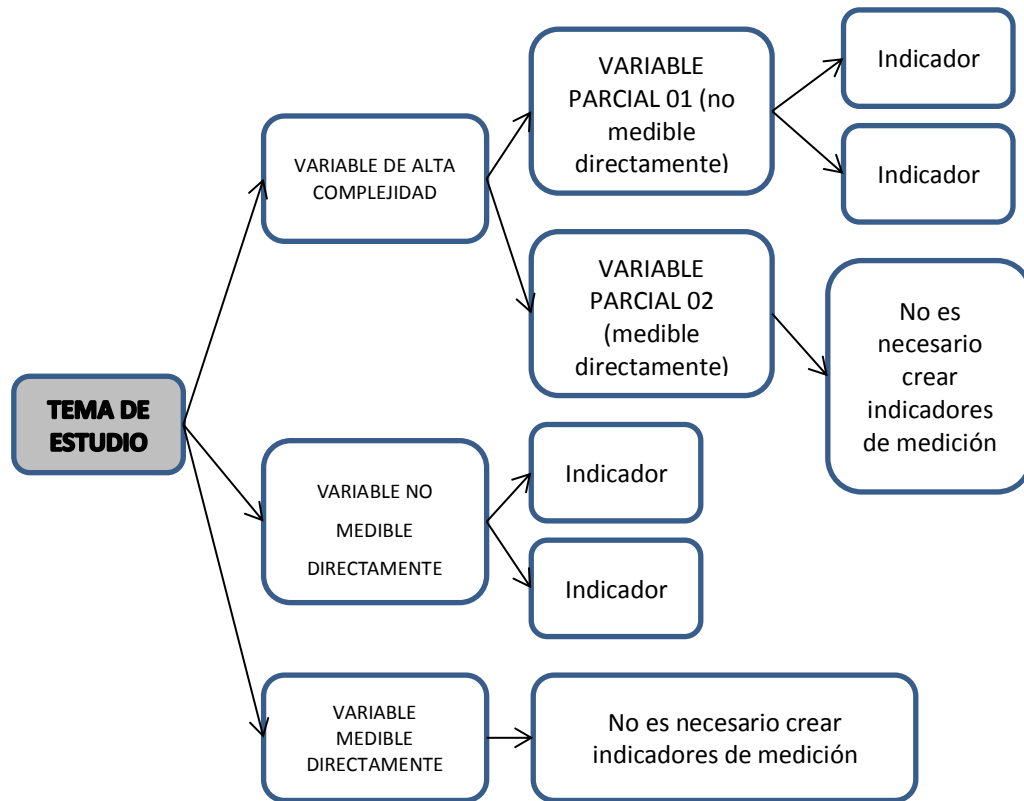 VARIABLE
PARCIAL 01 (no
medible
directamente)
Indicador
Indicador
VARIABLE DE ALTA
COMPLEJIDAD
VARIABLE
PARCIAL 02
(medible
directamente)
No es
necesario
crear
indicadores
de medición
TEMA DE
ESTUDIO
VARIABLE NO
MEDIBLE
DIRECTAMENTE
Indicador
Indicador
VARIABLE
MEDIBLE
DIRECTAMENTE
No es necesario crear
indicadores de medición